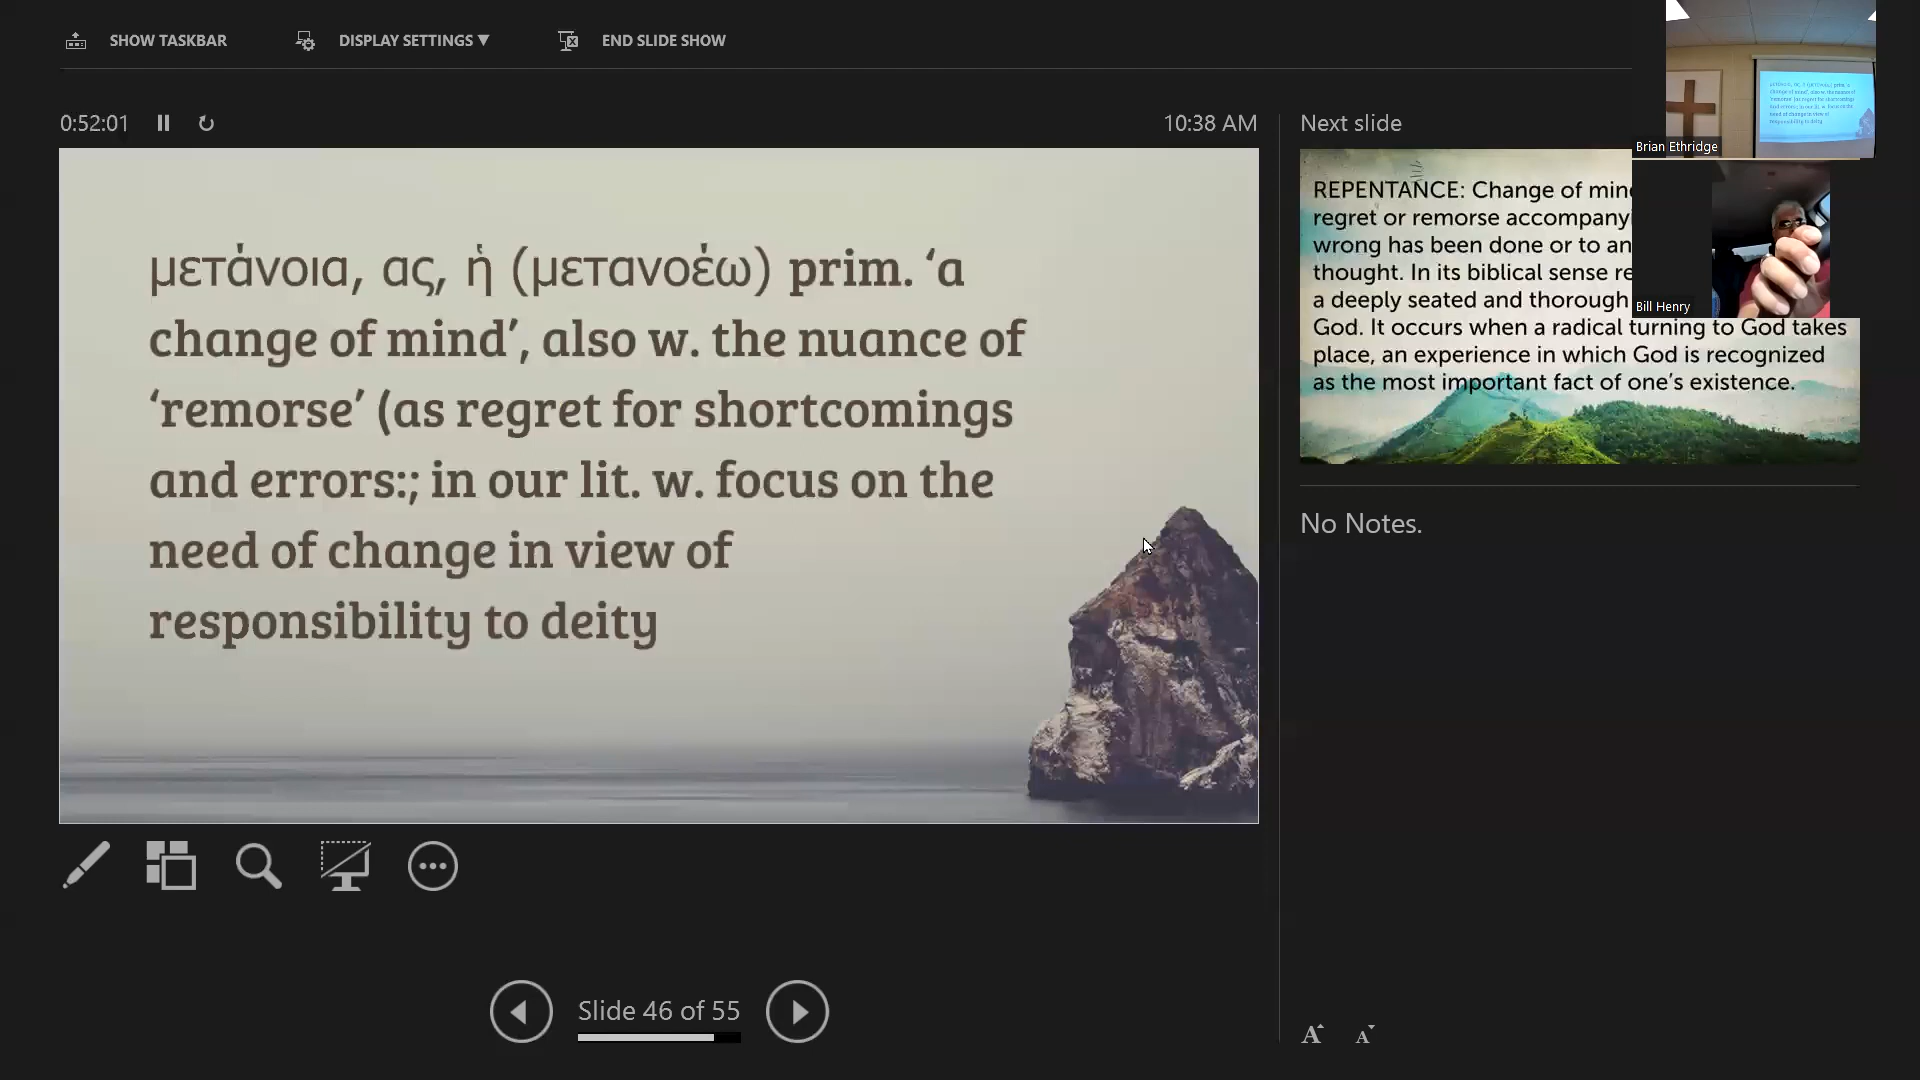 SHOW TASKBAR
DISPLAY SETTINGS ▼
END SLIDE SHOW
0:52:01
10:38 AM
Next slide
μετάνοια, ας, ἡ (μετανοέω) prim. ‘a
change of mind’, also w. the nuance of
‘remorse’ (as regret for shortcomings
and errors:; in our lit. w. focus on the
need of change in view of
responsibility to deity
REPENTANCE: Change of mind
regret or remorse accompanyi
wrong has been done or to an
thought. In its biblical sense re
a deeply seated and thorough
God. It occurs when a radical turning to God takes
place, an experience in which God is recognized
as the most important fact of one’s existence.
Brian Ethridge
Bill Henry
No Notes.
Slide 46 of 55
A A